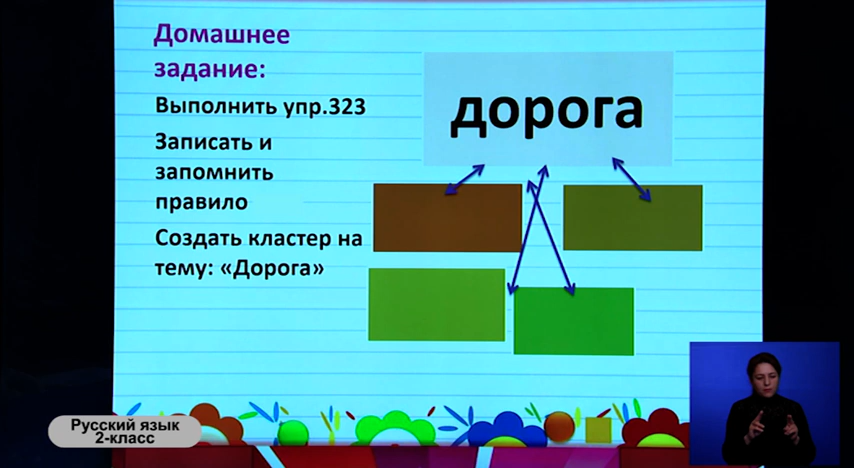 Домашнее
задание:
Выполнить упр.323
Записать и
запомнить
правило
Создать кластер на
тему: «Дорога»
дорога
Русский язык
2-класс